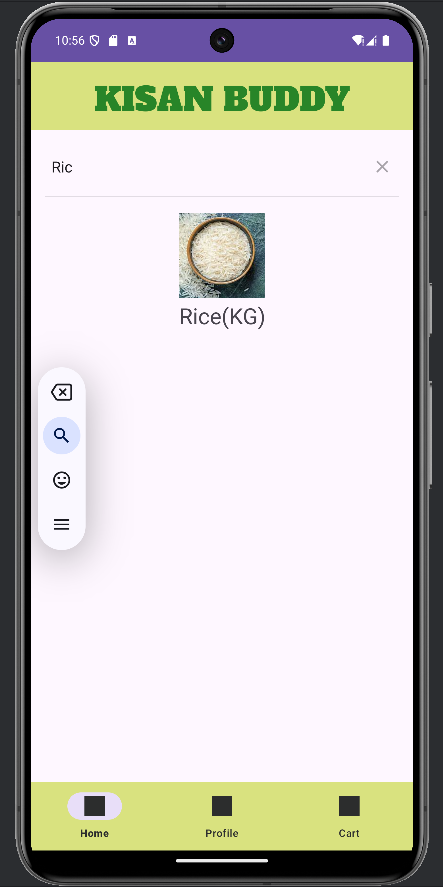 10:56
KISAN BUDDY
Ric
Rice(KG)
Home Profile Cart